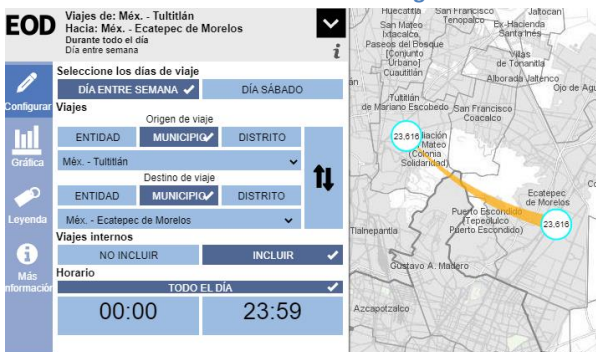 EOD
Viajes de: Méx. - Tultitlán
Hacia: Méx. - Ecatepec de Morelos
Durante todo el día
Día entre semana
i
Configurar
Gráfica
Leyenda
Más
información
Seleccione los días de viaje
DÍA ENTRE SEMANA
DÍA SÁBADO
Viajes
Origen de viaje
ENTIDAD
MUNICIPIO
DISTRITO
Méx. - Tultitlán
Destino de viaje
ENTIDAD
MUNICIPIO
DISTRITO
Méx. - Ecatepec de Morelos
Viajes internos
NO INCLUIR
INCLUIR
Horario
TODO EL DÍA
00:00
23:59
Huecatitla
San Francisco
Tenopalco
Jaltocan
San Mateo
Ixtacalco
Ex-Hacienda
Santa Inés
Paseos del Bosque
[Conjunto
Urbano]
Cuautitlán
Villas
de Tonanitla
Alborada Jaltenco
Ojo de Agu
Tultitlán
de Mariano Escobedo
San Francisco
Coacalco
23,616
liación
Mateo
(Colonia
Solidaridad)
Ecatepec
de Morelos
23,616
Puerto Escondido
(Tepeolulco
Puerto Escondido)
Tlalnepantla
Gustavo A. Madero
Azcapotzalco